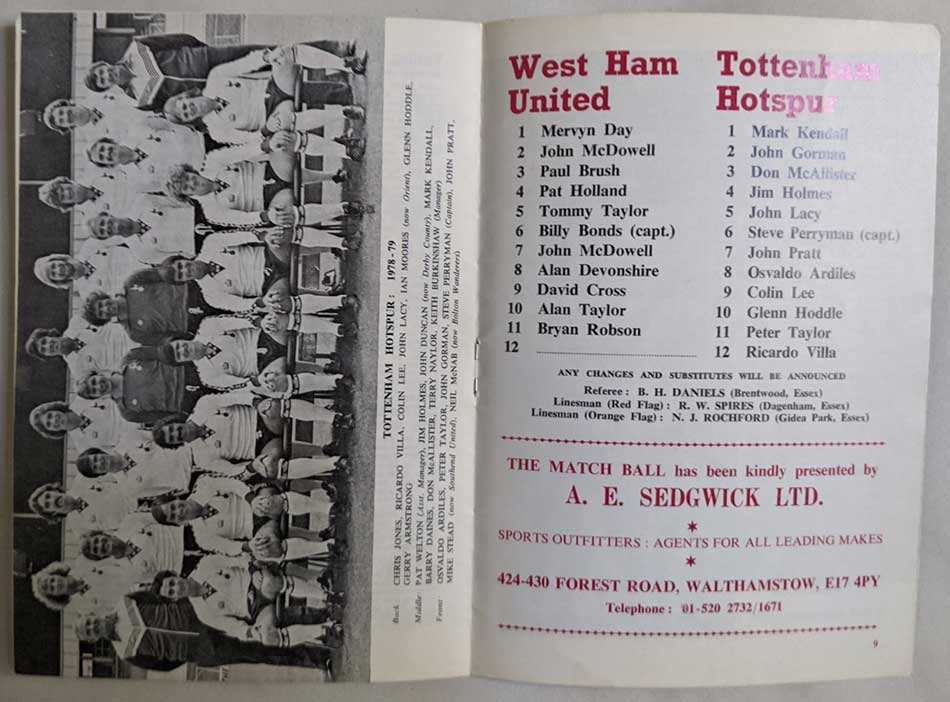 TOTTENHAM HOTSPUR : 1978-79
Back: CHRIS JONES, RICARDO VILLA, COLIN LEE, JOHN LACY, IAN MOORES (now Orient), GLENN HODDLE,
GERRY ARMSTRONG
Middle: PAT WELTON (Asst. Manager), JIM HOLMES, JOHN DUNCAN (now Derby County), MARK KENDALL,
BARRY DAINES, DON McALLISTER, TERRY NAYLOR, KEITH BURKINSHAW (Manager)
Front: OSVALDO ARDILES, PETER TAYLOR, JOHN GORMAN, STEVE PERRYMAN (Captain), JOHN PRATT,
MIKE STEAD (now Southend United), NEIL McNAB (now Bolton Wanderers)
West Ham United
1 Mervyn Day
2 John McDowell
3 Paul Brush
4 Pat Holland
5 Tommy Taylor
6 Billy Bonds (capt.)
7 John McDowell
8 Alan Devonshire
9 David Cross
10 Alan Taylor
11 Bryan Robson
12
Tottenham Hotspur
1 Mark Kendall
2 John Gorman
3 Don McAllister
4 Jim Holmes
5 John Lacy
6 Steve Perryman (capt.)
7 John Pratt
8 Osvaldo Ardiles
9 Colin Lee
10 Glenn Hoddle
11 Peter Taylor
12 Ricardo Villa
ANY CHANGES AND SUBSTITUTES WILL BE ANNOUNCED
Referee : B. H. DANIELS (Brentwood, Essex)
Linesman (Red Flag) : R. W. SPIRES (Dagenham, Essex)
Linesman (Orange Flag) : N. J. ROCHFORD (Gidea Park, Essex)
THE MATCH BALL has been kindly presented by
A. E. SEDGWICK LTD.
SPORTS OUTFITTERS : AGENTS FOR ALL LEADING MAKES
424-430 FOREST ROAD, WALTHAMSTOW, E17 4PY
Telephone : 01-520 2732/1671
9